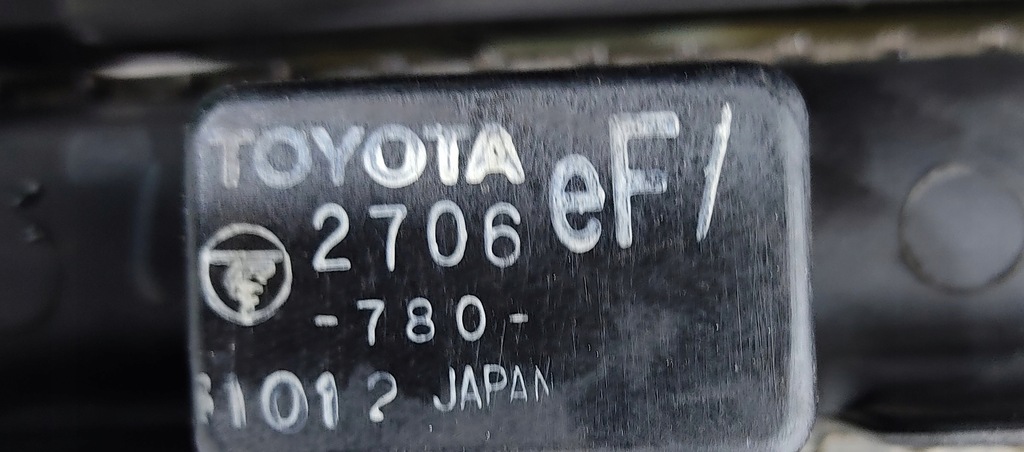 TOYOTA eF/
2706
-780-
1012 JAPAN